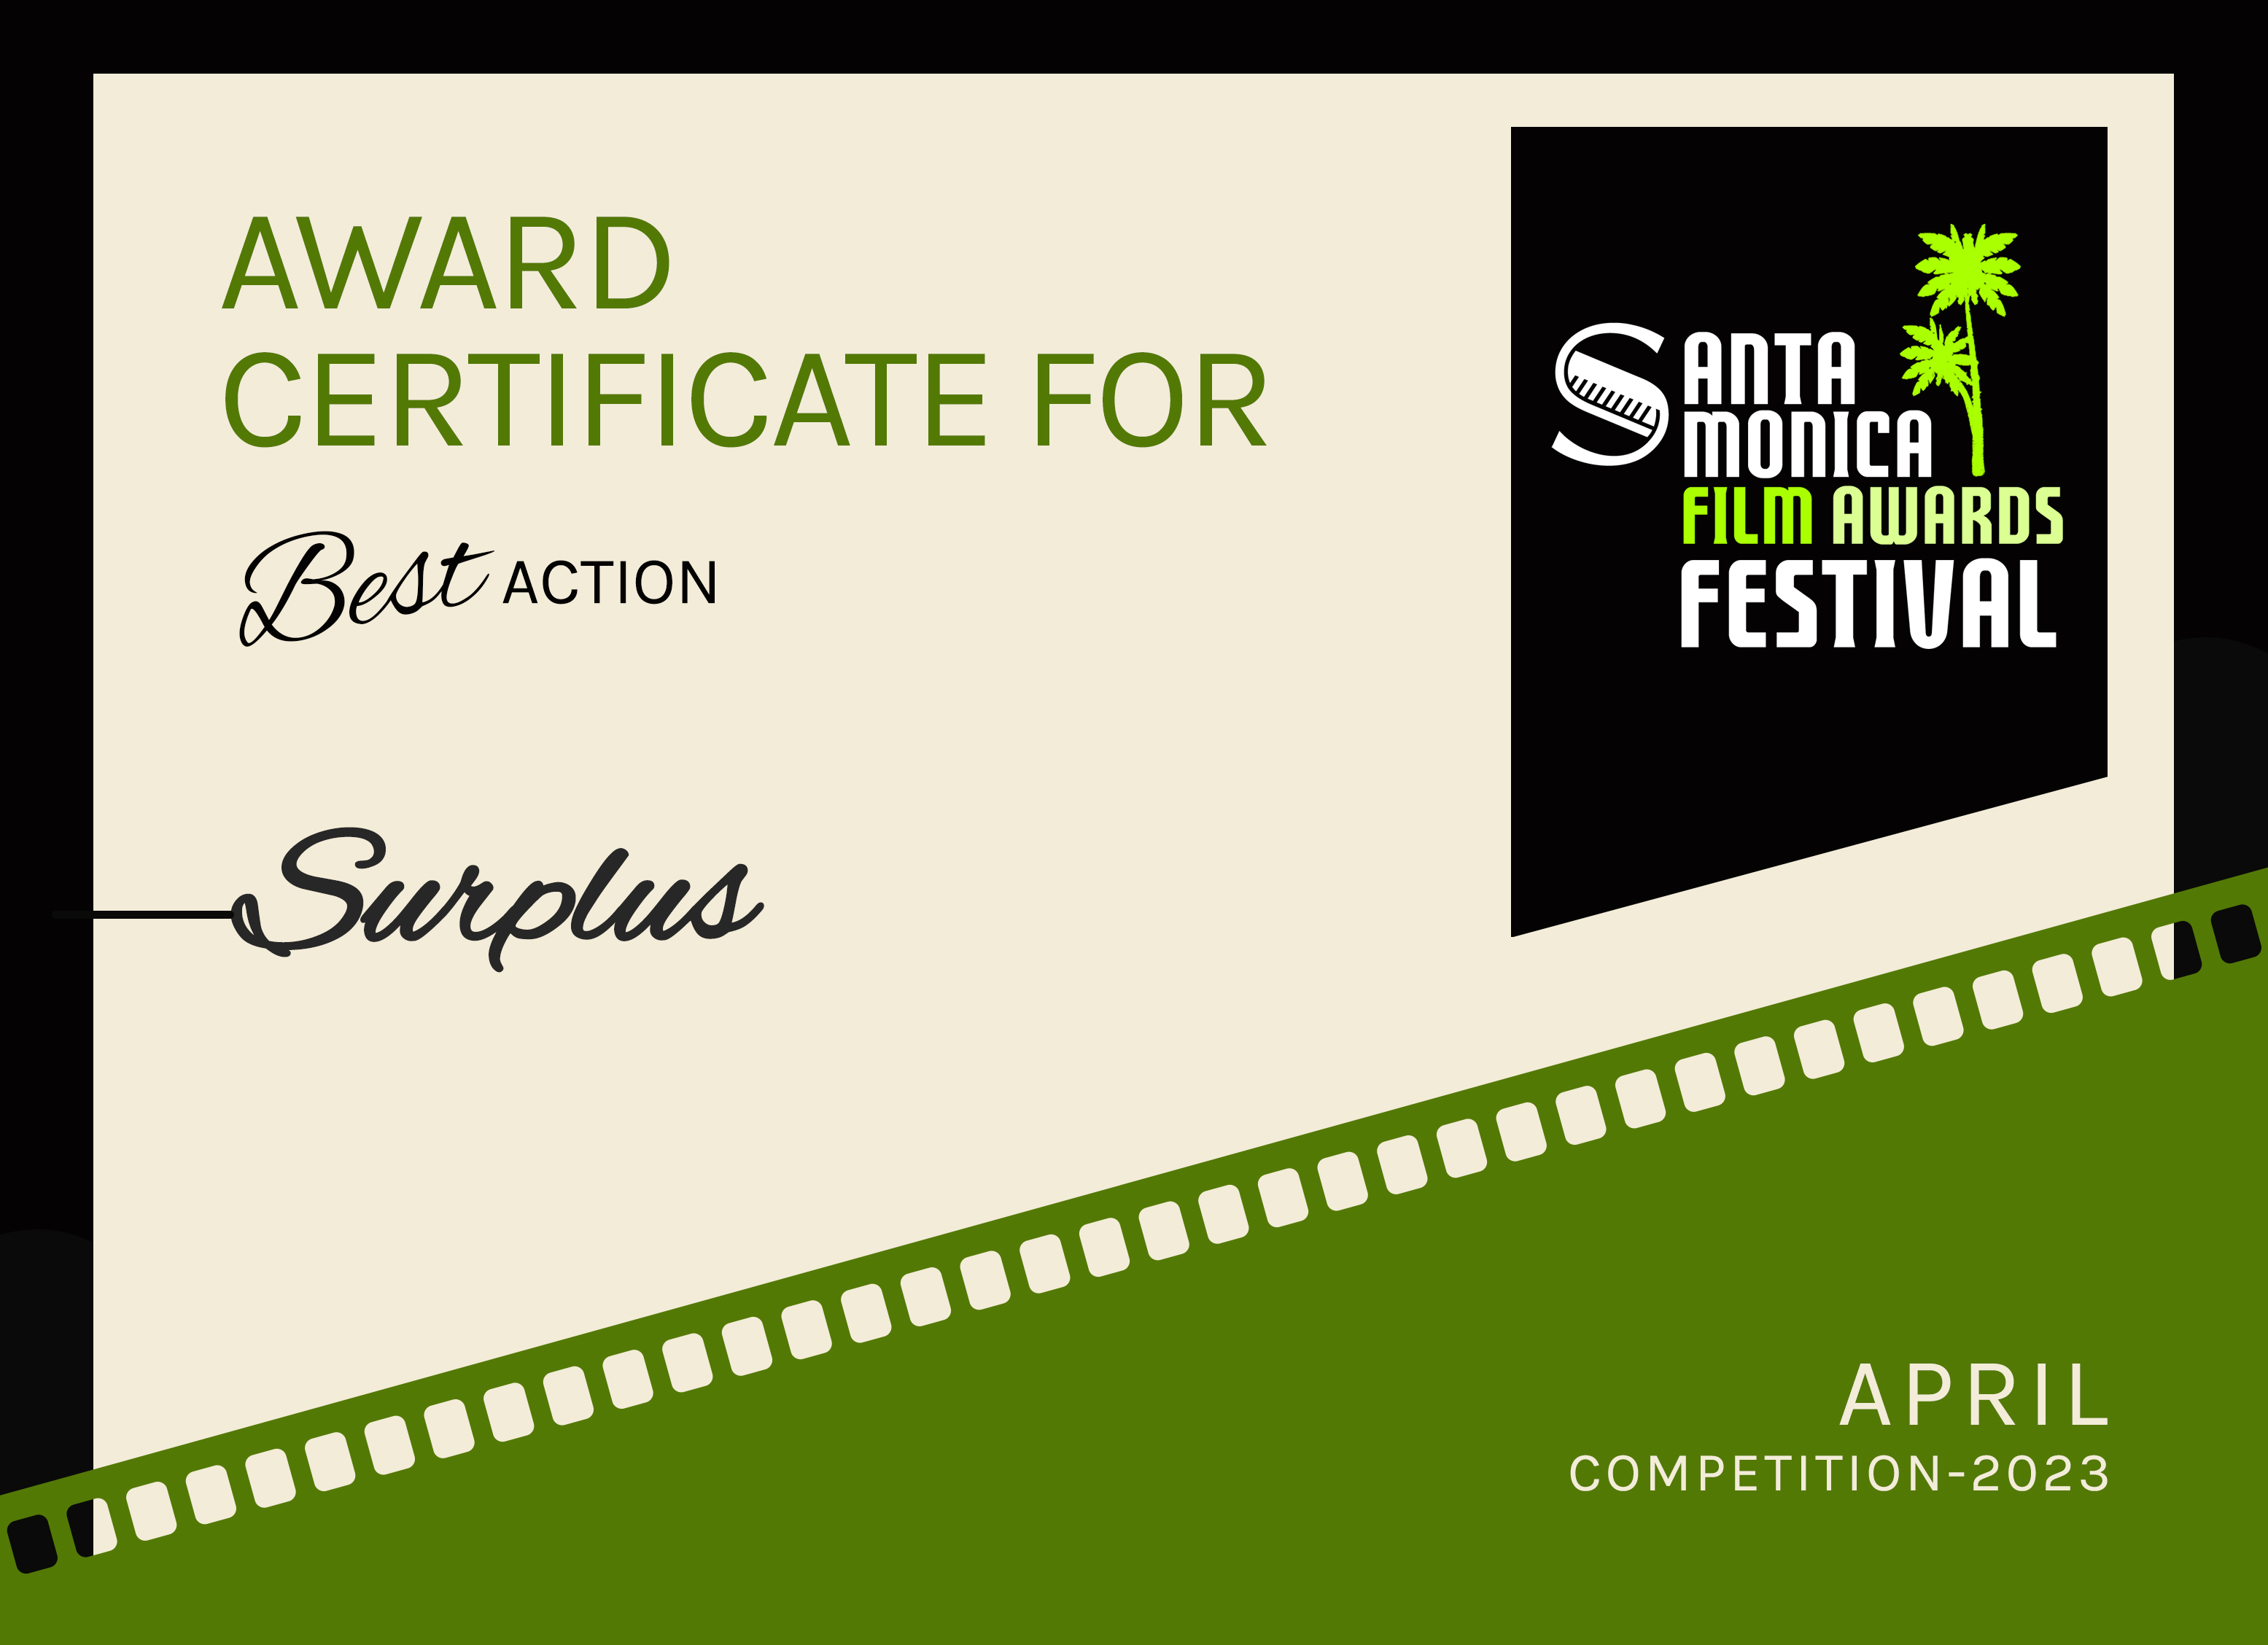 AWARD
CERTIFICATE FOR
Best ACTION
Surplus
SANTA
MONICA
FILM AWARDS
FESTIVAL
APRIL
COMPETITION-2023